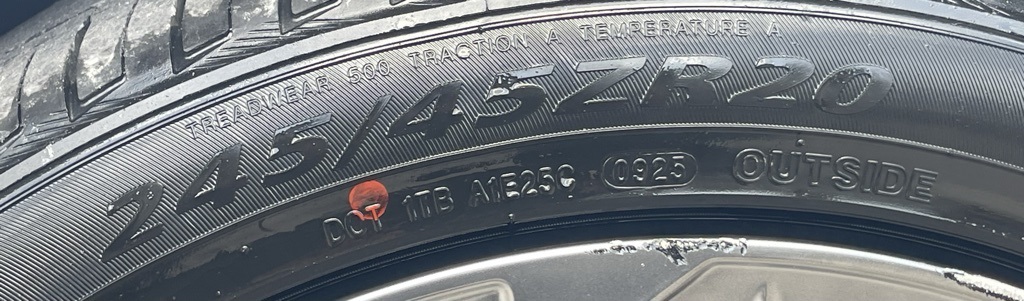 TREADWEAR 500 TRACTION A TEMPERATURE A
245/45ZR20
DOT 1TB A1E25C 0925 OUTSIDE